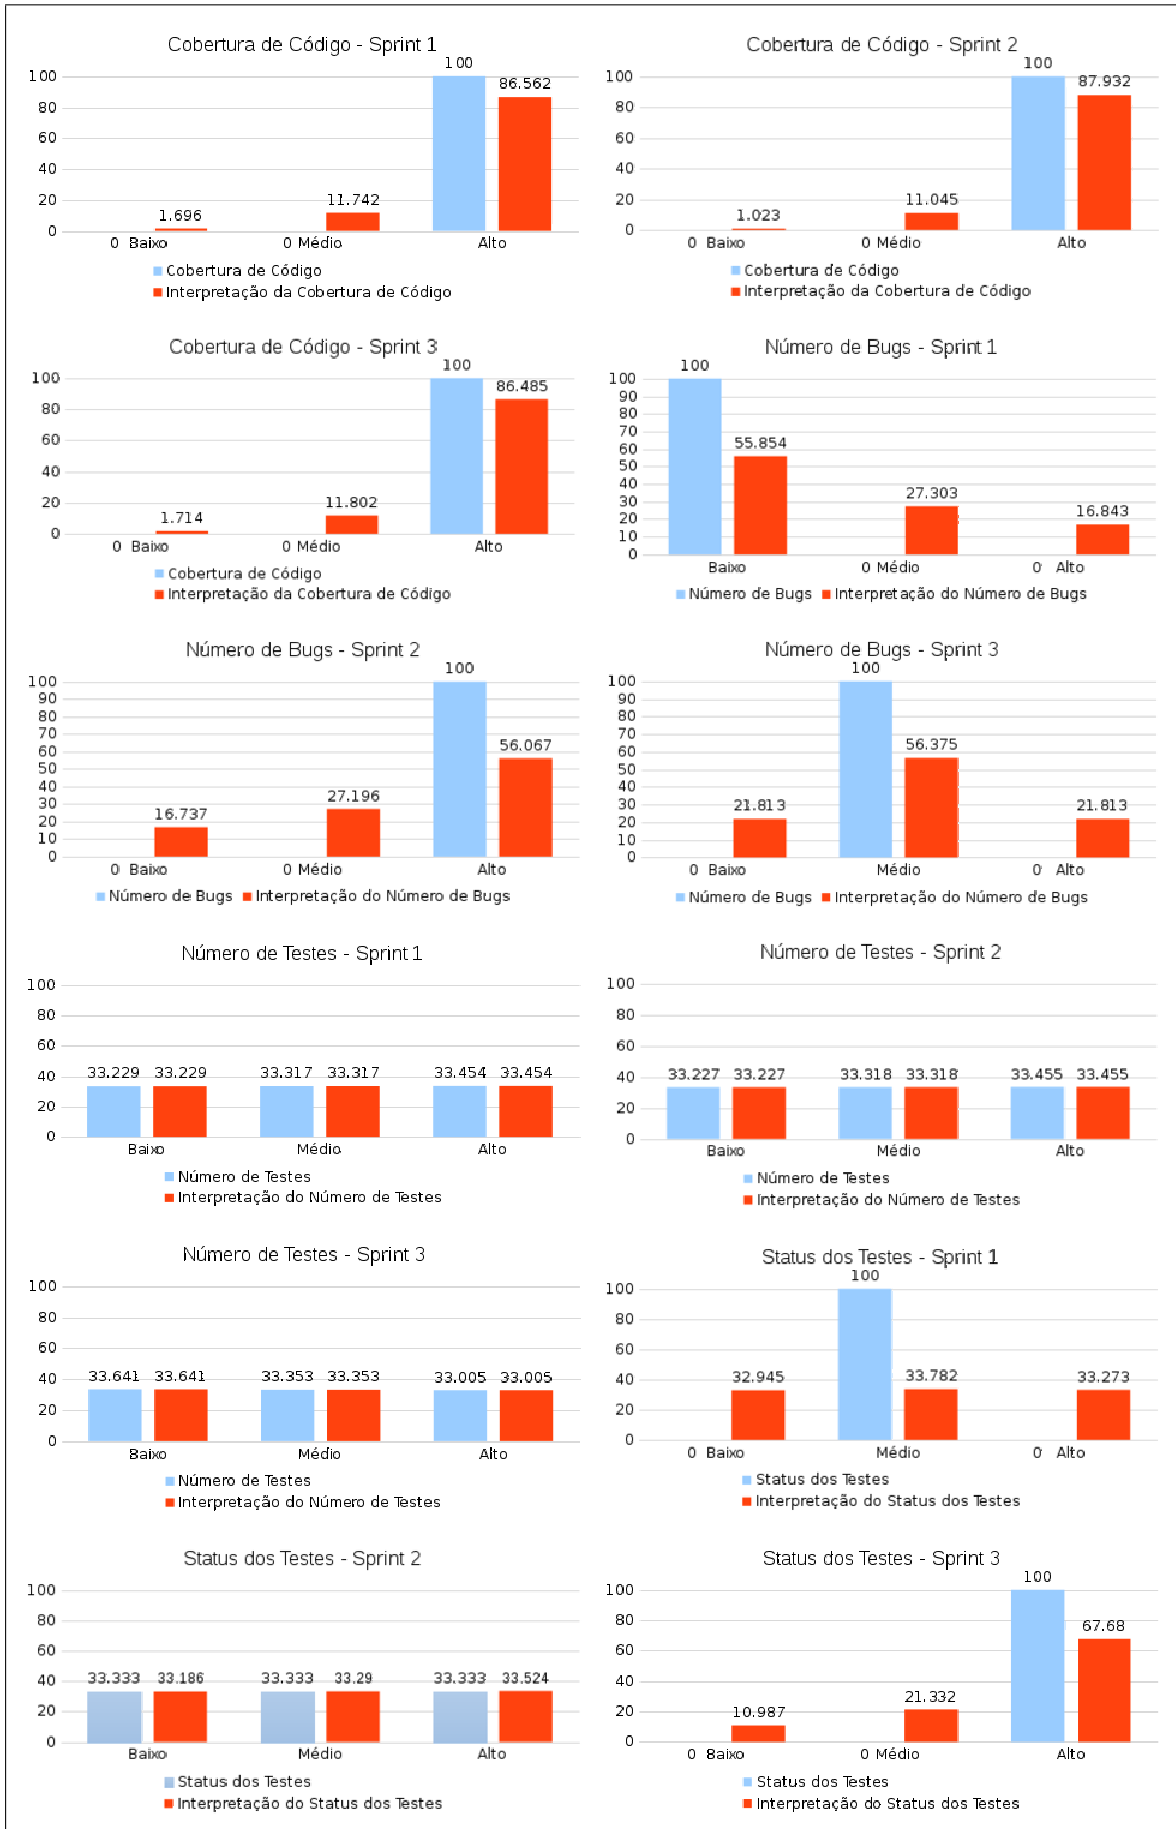 Cobertura de Código - Sprint 1
100
86.562
11.742
1.696
100
80
60
40
20
0
0 Baixo
0 Médio
Alto
Cobertura de Código
Interpretação da Cobertura de Código
Cobertura de Código - Sprint 2
100
87.932
11.045
1.023
100
80
60
40
20
0
0 Baixo
0 Médio
Alto
Cobertura de Código
Interpretação da Cobertura de Código
Cobertura de Código - Sprint 3
100
86.485
11.802
1.714
100
80
60
40
20
0
0 Baixo
0 Médio
Alto
Cobertura de Código
Interpretação da Cobertura de Código
Número de Bugs - Sprint 1
100
55.854
27.303
16.843
100
90
80
70
60
50
40
30
20
10
0
Baixo
0 Médio
0 Alto
Número de Bugs
Interpretação do Número de Bugs
Número de Bugs - Sprint 2
100
56.067
27.196
16.737
100
90
80
70
60
50
40
30
20
10
0
0 Baixo
0 Médio
Alto
Número de Bugs
Interpretação do Número de Bugs
Número de Bugs - Sprint 3
100
56.375
21.813
21.813
100
90
80
70
60
50
40
30
20
10
0
0 Baixo
Médio
0 Alto
Número de Bugs
Interpretação do Número de Bugs
Número de Testes - Sprint 1
100
80
60
40
20
0
33.229 33.229
33.317 33.317
33.454 33.454
Baixo
Médio
Alto
Número de Testes
Interpretação do Número de Testes
Número de Testes - Sprint 2
100
80
60
40
20
0
33.227 33.227
33.318 33.318
33.455 33.455
Baixo
Médio
Alto
Número de Testes
Interpretação do Número de Testes
Número de Testes - Sprint 3
100
80
60
40
20
0
33.641 33.641
33.353 33.353
33.005 33.005
Baixo
Médio
Alto
Número de Testes
Interpretação do Número de Testes
Status dos Testes - Sprint 1
100
100
80
60
40
20
0
32.945
33.782
33.273
0 Baixo
Médio
0 Alto
Status dos Testes
Interpretação do Status dos Testes
Status dos Testes - Sprint 2
100
80
60
40
20
0
33.333 33.186
33.333 33.29
33.333 33.524
Baixo
Médio
Alto
Status dos Testes
Interpretação do Status dos Testes
Status dos Testes - Sprint 3
100
67.68
21.332
10.987
100
80
60
40
20
0
0 Baixo
0 Médio
Alto
Status dos Testes
Interpretação do Status dos Testes